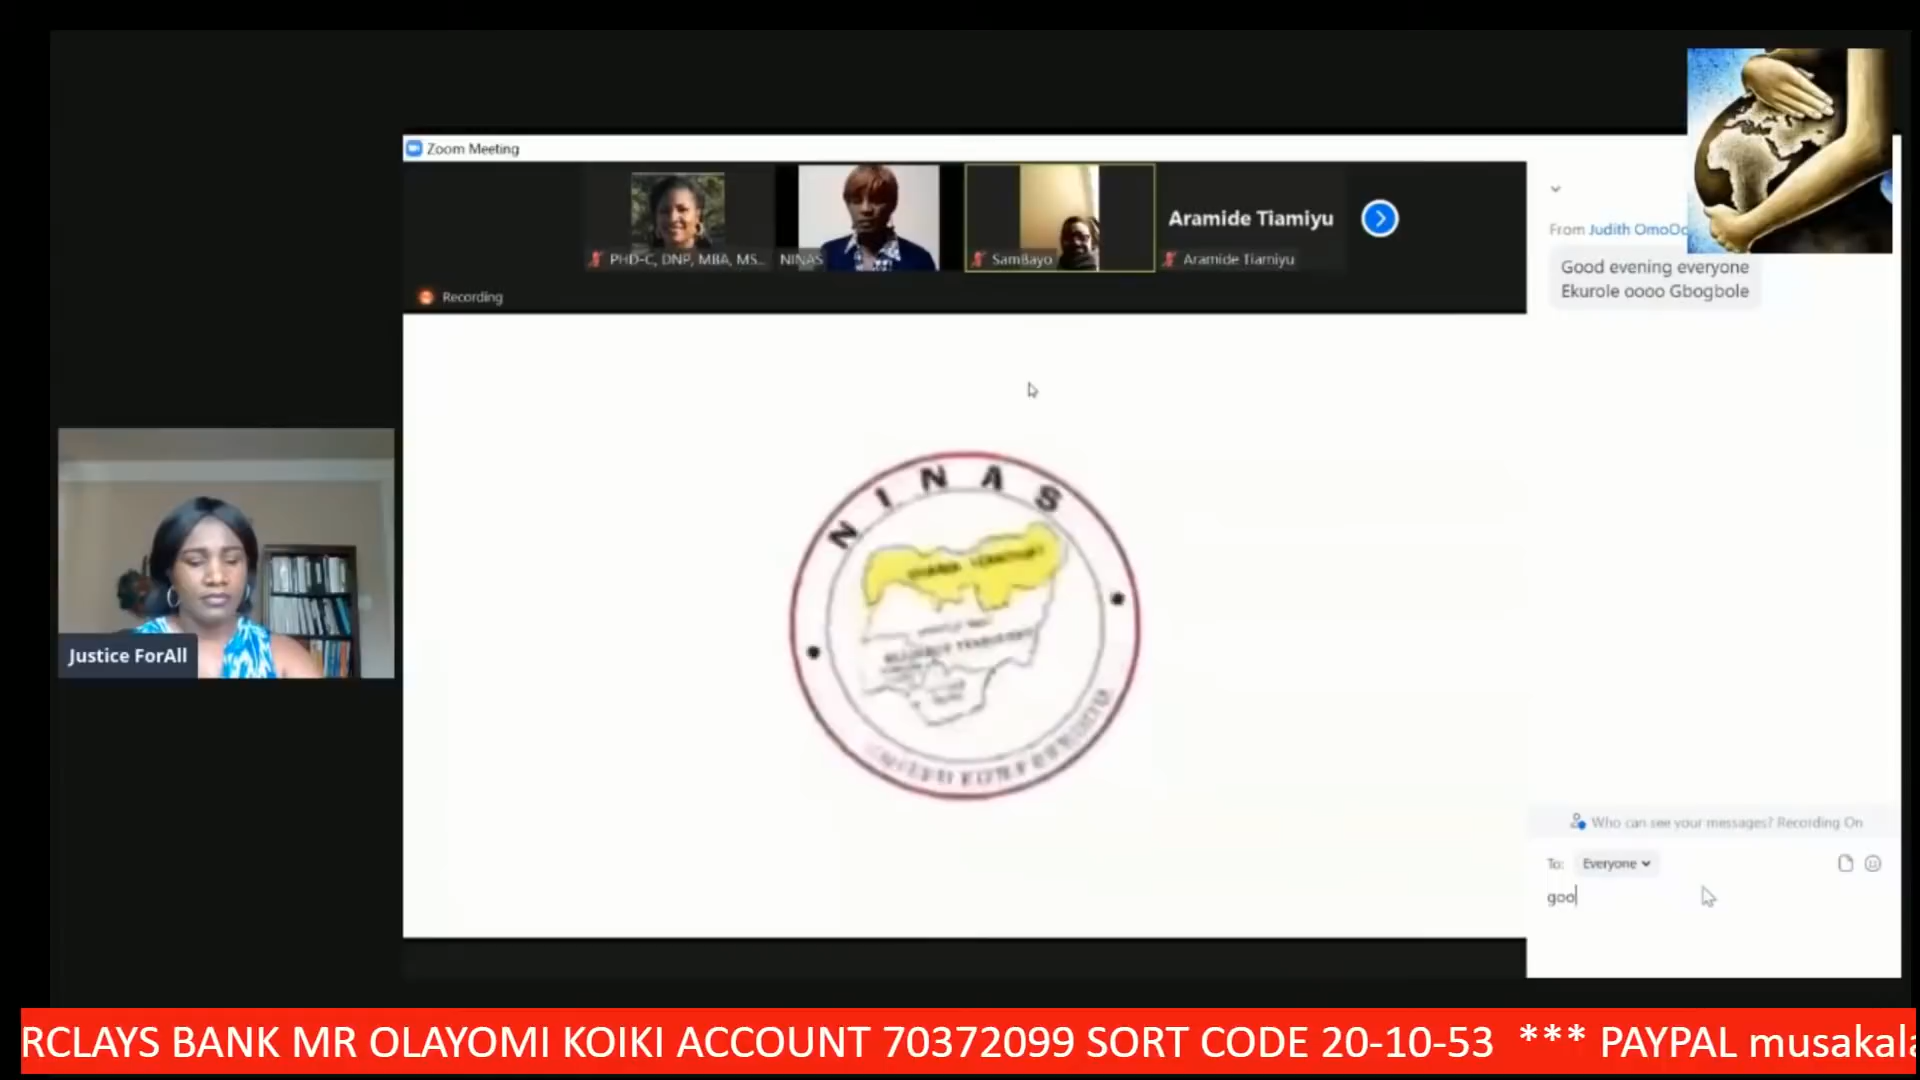 Zoom Meeting
PHD-C, DNP, MBA, MS...
NINAS
SamBayo
Aramide Tiamiyu
Aramide Tiamiyu
Recording
From Judith OmoOd
Good evening everyone
Ekurole oooo Gbogbole
NINAS
Justice ForAll
Who can see your messages? Recording On
To: Everyone
goo
RCLAYS BANK MR OLAYOMI KOIKI ACCOUNT 70372099 SORT CODE 20-10-53 *** PAYPAL musakala